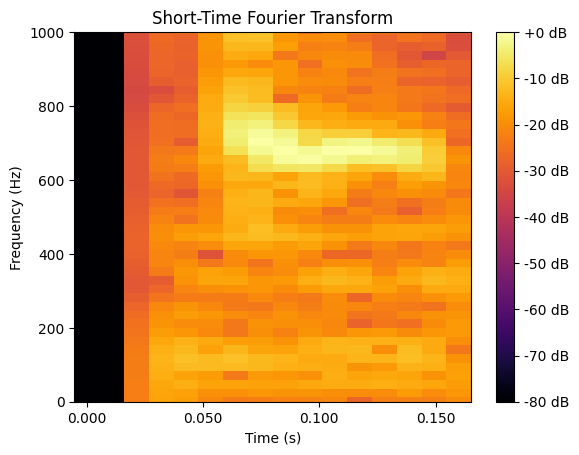 Short-Time Fourier Transform
1000
800
600
400
200
0
Frequency (Hz)
0.000
0.050
0.100
0.150
Time (s)
+0 dB
-10 dB
-20 dB
-30 dB
-40 dB
-50 dB
-60 dB
-70 dB
-80 dB